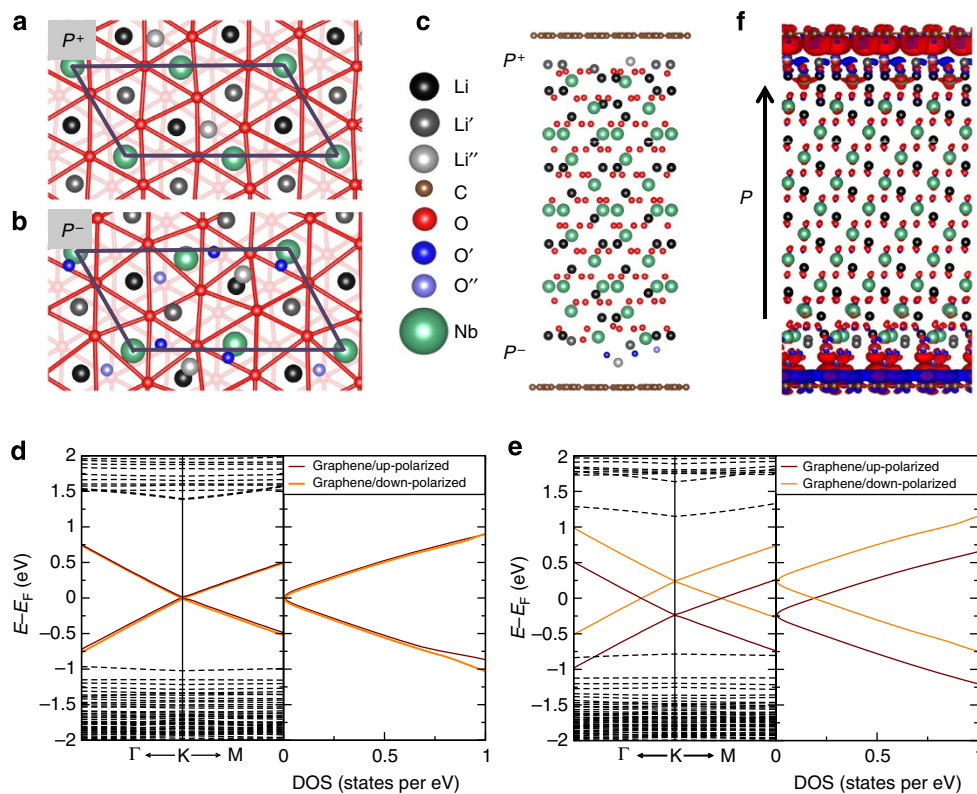 a
P+
b
P−
c
Li
Li′
Li″
C
O
O′
O″
Nb
P+
P−
f
P
d
2
1.5
1
0.5
0
−0.5
−1
−1.5
−2
E–EF (eV)
Γ ← K → M
Graphene/up-polarized
Graphene/down-polarized
0 0.5 1
DOS (states per eV)
e
2
1.5
1
0.5
0
−0.5
−1
−1.5
−2
E–EF (eV)
Γ ← K → M
Graphene/up-polarized
Graphene/down-polarized
0 0.5 1
DOS (states per eV)